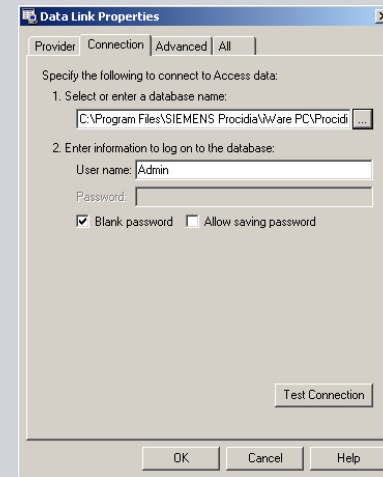 Data Link Properties
Provider Connection Advanced All
Specify the following to connect to Access data:
1. Select or enter a database name:
C:\Program Files\SIEMENS Procidia\iWare PC\Procidi ...
2. Enter information to log on to the database:
User name: Admin
Password:
Blank password Allow saving password
Test Connection
OK Cancel Help